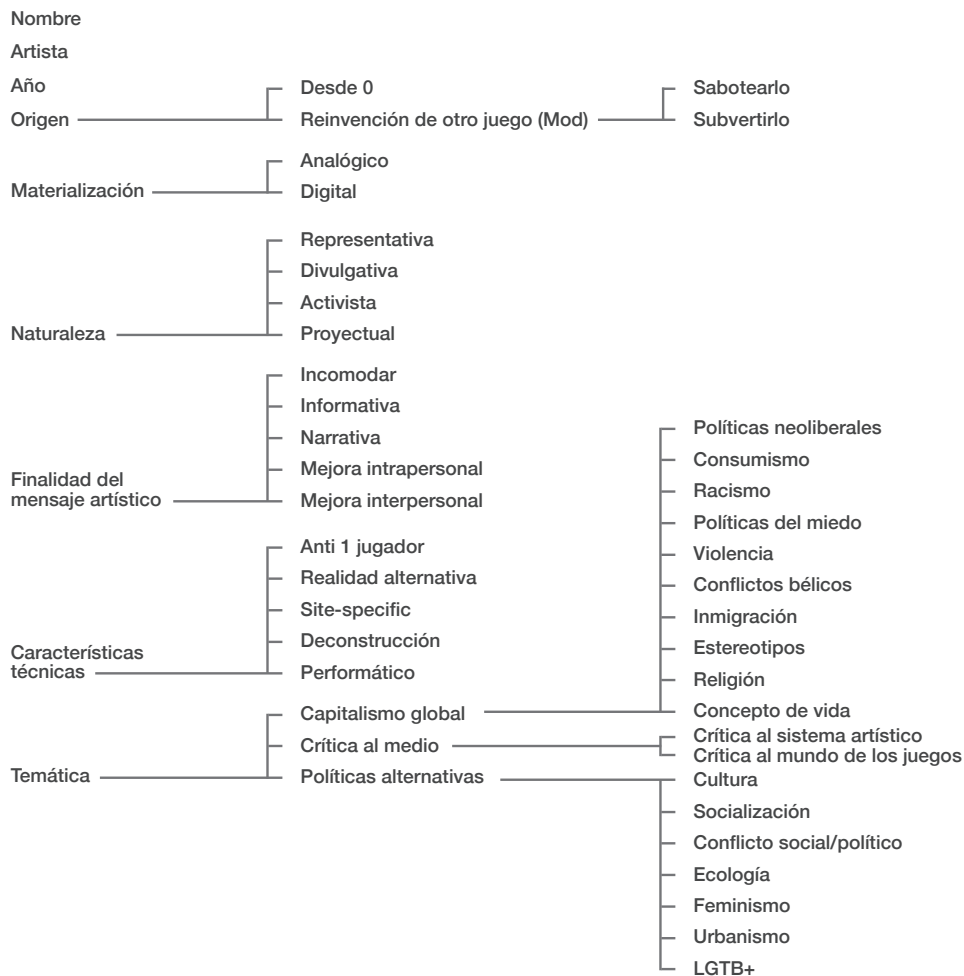 Nombre
Artista
Año
Origen
Desde 0
Reinvención de otro juego (Mod)
Sabotearlo
Subvertirlo
Materialización
Analógico
Digital
Naturaleza
Representativa
Divulgativa
Activista
Proyectual
Finalidad del
mensaje artístico
Incomodar
Informativa
Narrativa
Mejora intrapersonal
Mejora interpersonal
Características
técnicas
Anti 1 jugador
Realidad alternativa
Site-specific
Deconstrucción
Performático
Temática
Capitalismo global
Políticas neoliberales
Consumismo
Racismo
Políticas del miedo
Violencia
Conflictos bélicos
Inmigración
Estereotipos
Religión
Concepto de vida
Crítica al medio
Crítica al sistema artístico
Crítica al mundo de los juegos
Políticas alternativas
Cultura
Socialización
Conflicto social/político
Ecología
Feminismo
Urbanismo
LGTB+